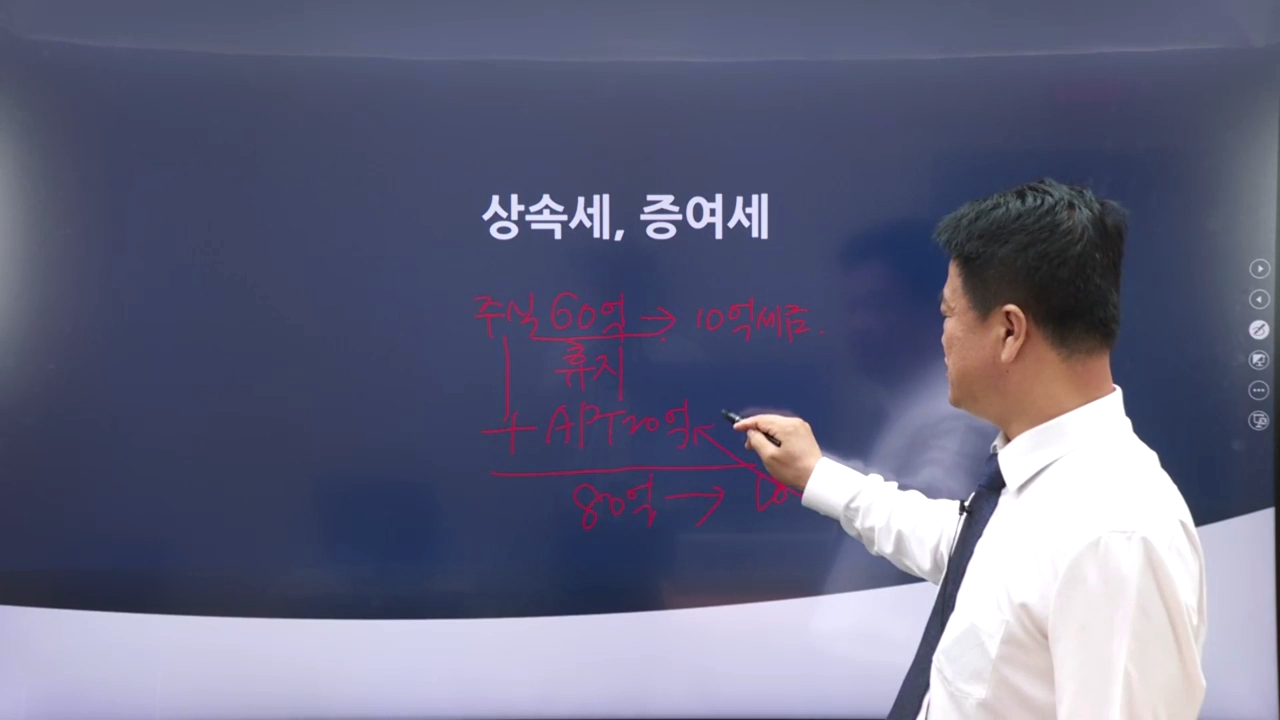 상속세, 증여세
주식 60억 → 10억세금.
휴지
+ APT 20억
80억 →